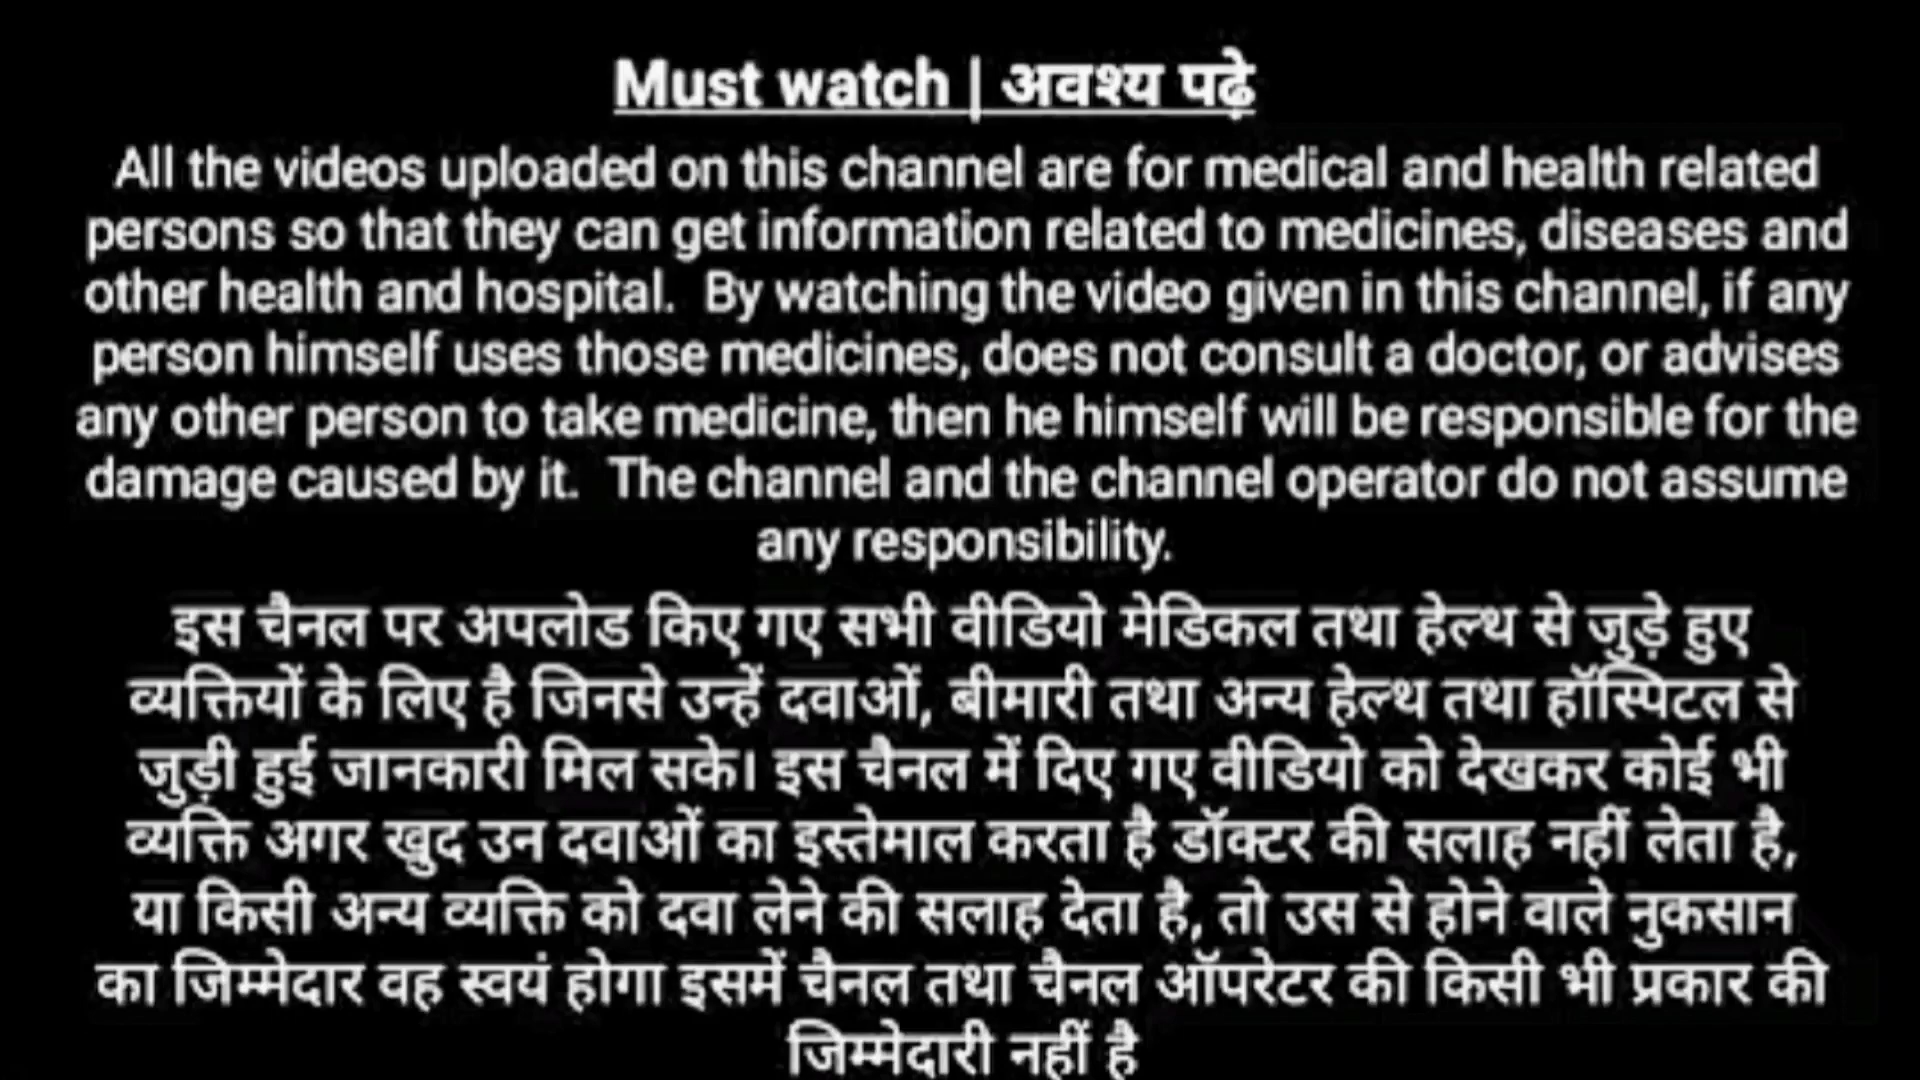 Must watch | अवश्य पढ़े
All the videos uploaded on this channel are for medical and health related
persons so that they can get information related to medicines, diseases and
other health and hospital.  By watching the video given in this channel, if any
person himself uses those medicines, does not consult a doctor, or advises
any other person to take medicine, then he himself will be responsible for the
damage caused by it.  The channel and the channel operator do not assume
any responsibility.
इस चैनल पर अपलोड किए गए सभी वीडियो मेडिकल तथा हेल्थ से जुड़े हुए
व्यक्तियों के लिए है जिनसे उन्हें दवाओं, बीमारी तथा अन्य हेल्थ तथा हॉस्पिटल से
जुड़ी हुई जानकारी मिल सके। इस चैनल में दिए गए वीडियो को देखकर कोई भी
व्यक्ति अगर खुद उन दवाओं का इस्तेमाल करता है डॉक्टर की सलाह नहीं लेता है,
या किसी अन्य व्यक्ति को दवा लेने की सलाह देता है, तो उस से होने वाले नुकसान
का जिम्मेदार वह स्वयं होगा इसमें चैनल तथा चैनल ऑपरेटर की किसी भी प्रकार की
जिम्मेदारी नहीं है